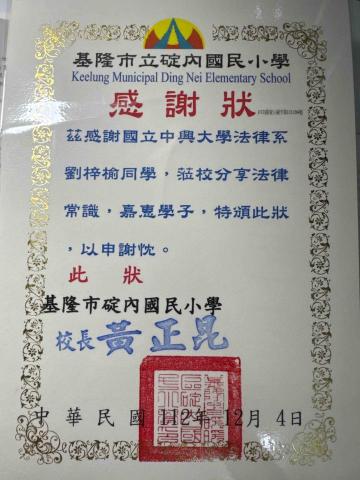 基隆市立碇內國民小學
Keelung Municipal Ding Nei Elementary School
感謝狀
茲感謝國立中興大學法律系
劉梓榆同學，蒞校分享法律
常識，嘉惠學子，特頒此狀
，以申謝忱。
此 狀
基隆市碇內國民小學
校長 黃正昆
中華民國 112年 12月 4日